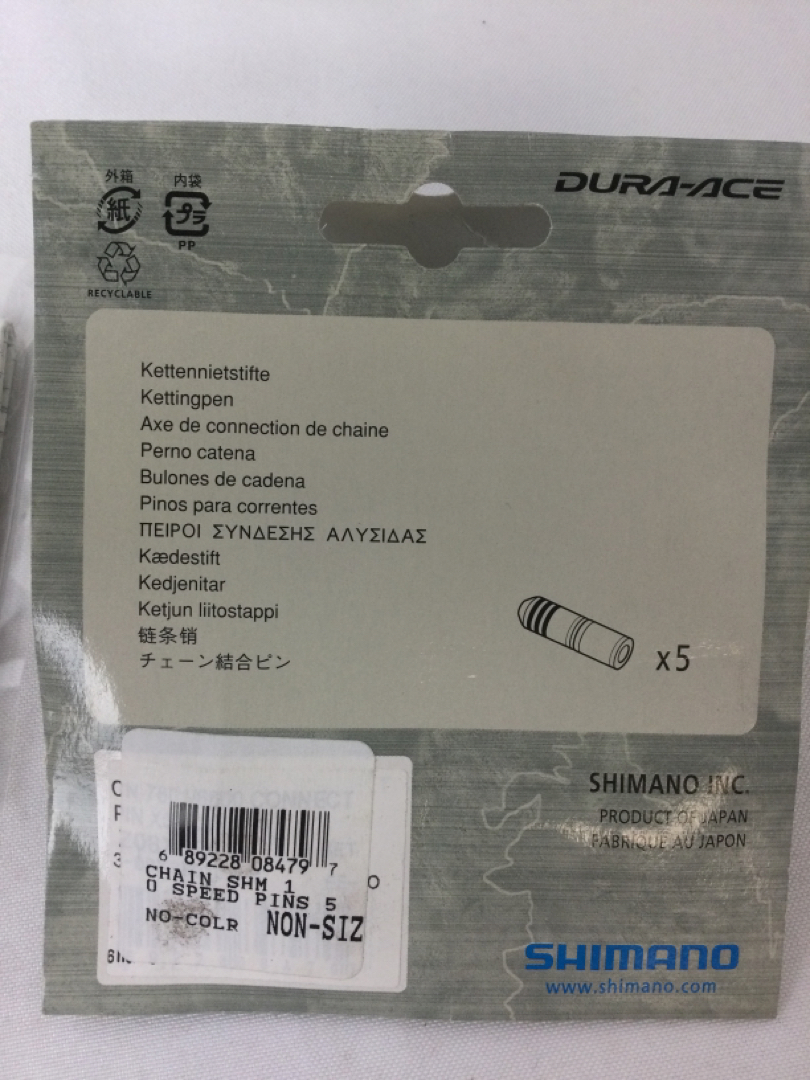 外箱
内袋
紙
プラ
PP
RECYCLABLE
DURA-ACE
Kettennietstifte
Kettingpen
Axe de connection de chaine
Perno catena
Bulones de cadena
Pinos para correntes
ΠΕΙΡΟΙ ΣΥΝΔΕΣΗΣ ΑΛΥΣΙΔΑΣ
Kædestift
Kedjenitar
Ketjun liitostappi
链条销
チェーン結合ピン
x5
6 89228 08479 7
CHAIN SHM 1
0 SPEED PINS 5
NO-COLR NON-SIZ
SHIMANO INC.
PRODUCT OF JAPAN
FABRIQUE AU JAPON
SHIMANO
www.shimano.com